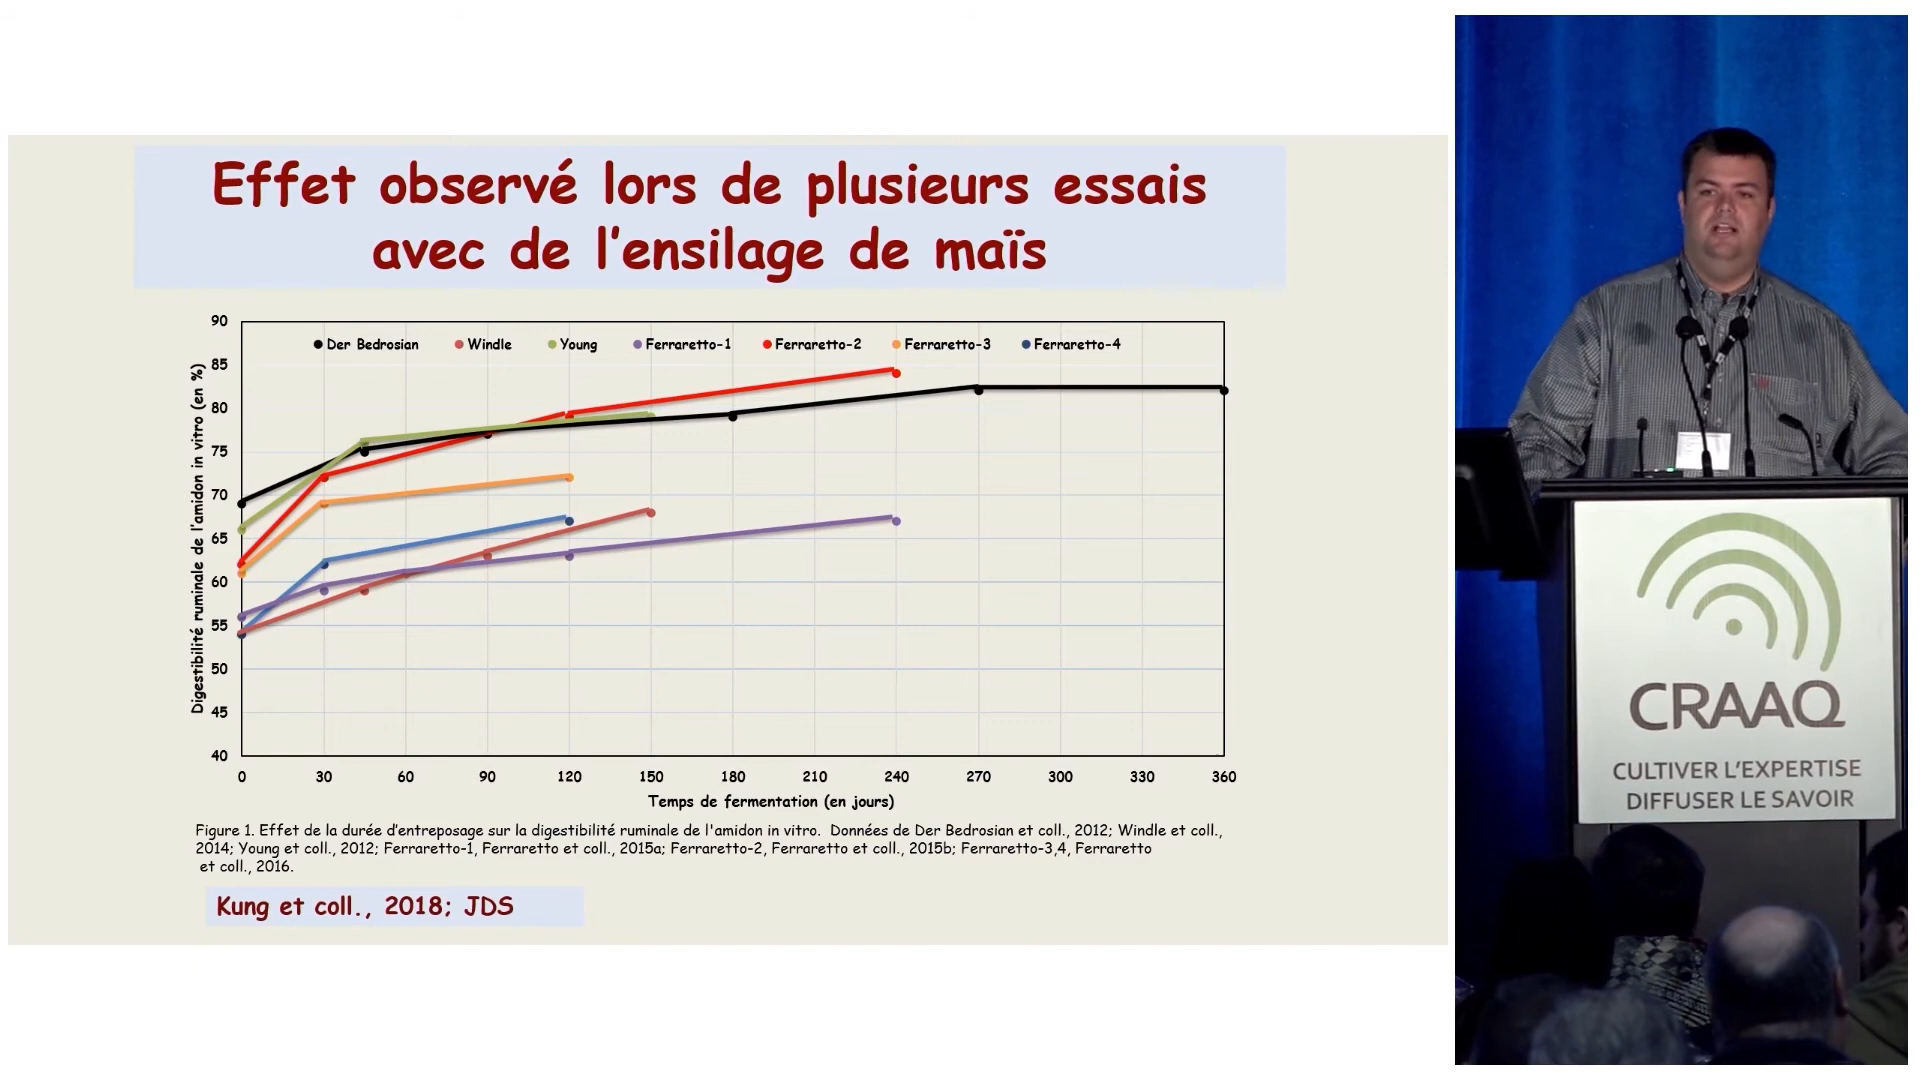 Effet observé lors de plusieurs essais
avec de l'ensilage de maïs
90
85
80
75
70
65
60
55
50
45
40
Digestibilité ruminale de l'amidon in vitro (en %)
Der Bedrosian
Windle
Young
Ferraretto-1
Ferraretto-2
Ferraretto-3
Ferraretto-4
0
30
60
90
120
150
180
210
240
270
300
330
360
Temps de fermentation (en jours)
Figure 1. Effet de la durée d'entreposage sur la digestibilité ruminale de l'amidon in vitro. Données de Der Bedrosian et coll., 2012; Windle et coll.,
2014; Young et coll., 2012; Ferraretto-1, Ferraretto et coll., 2015a; Ferraretto-2, Ferraretto et coll., 2015b; Ferraretto-3,4, Ferraretto
et coll., 2016.
Kung et coll., 2018; JDS
CRAAQ
CULTIVER L'EXPERTISE
DIFFUSER LE SAVOIR